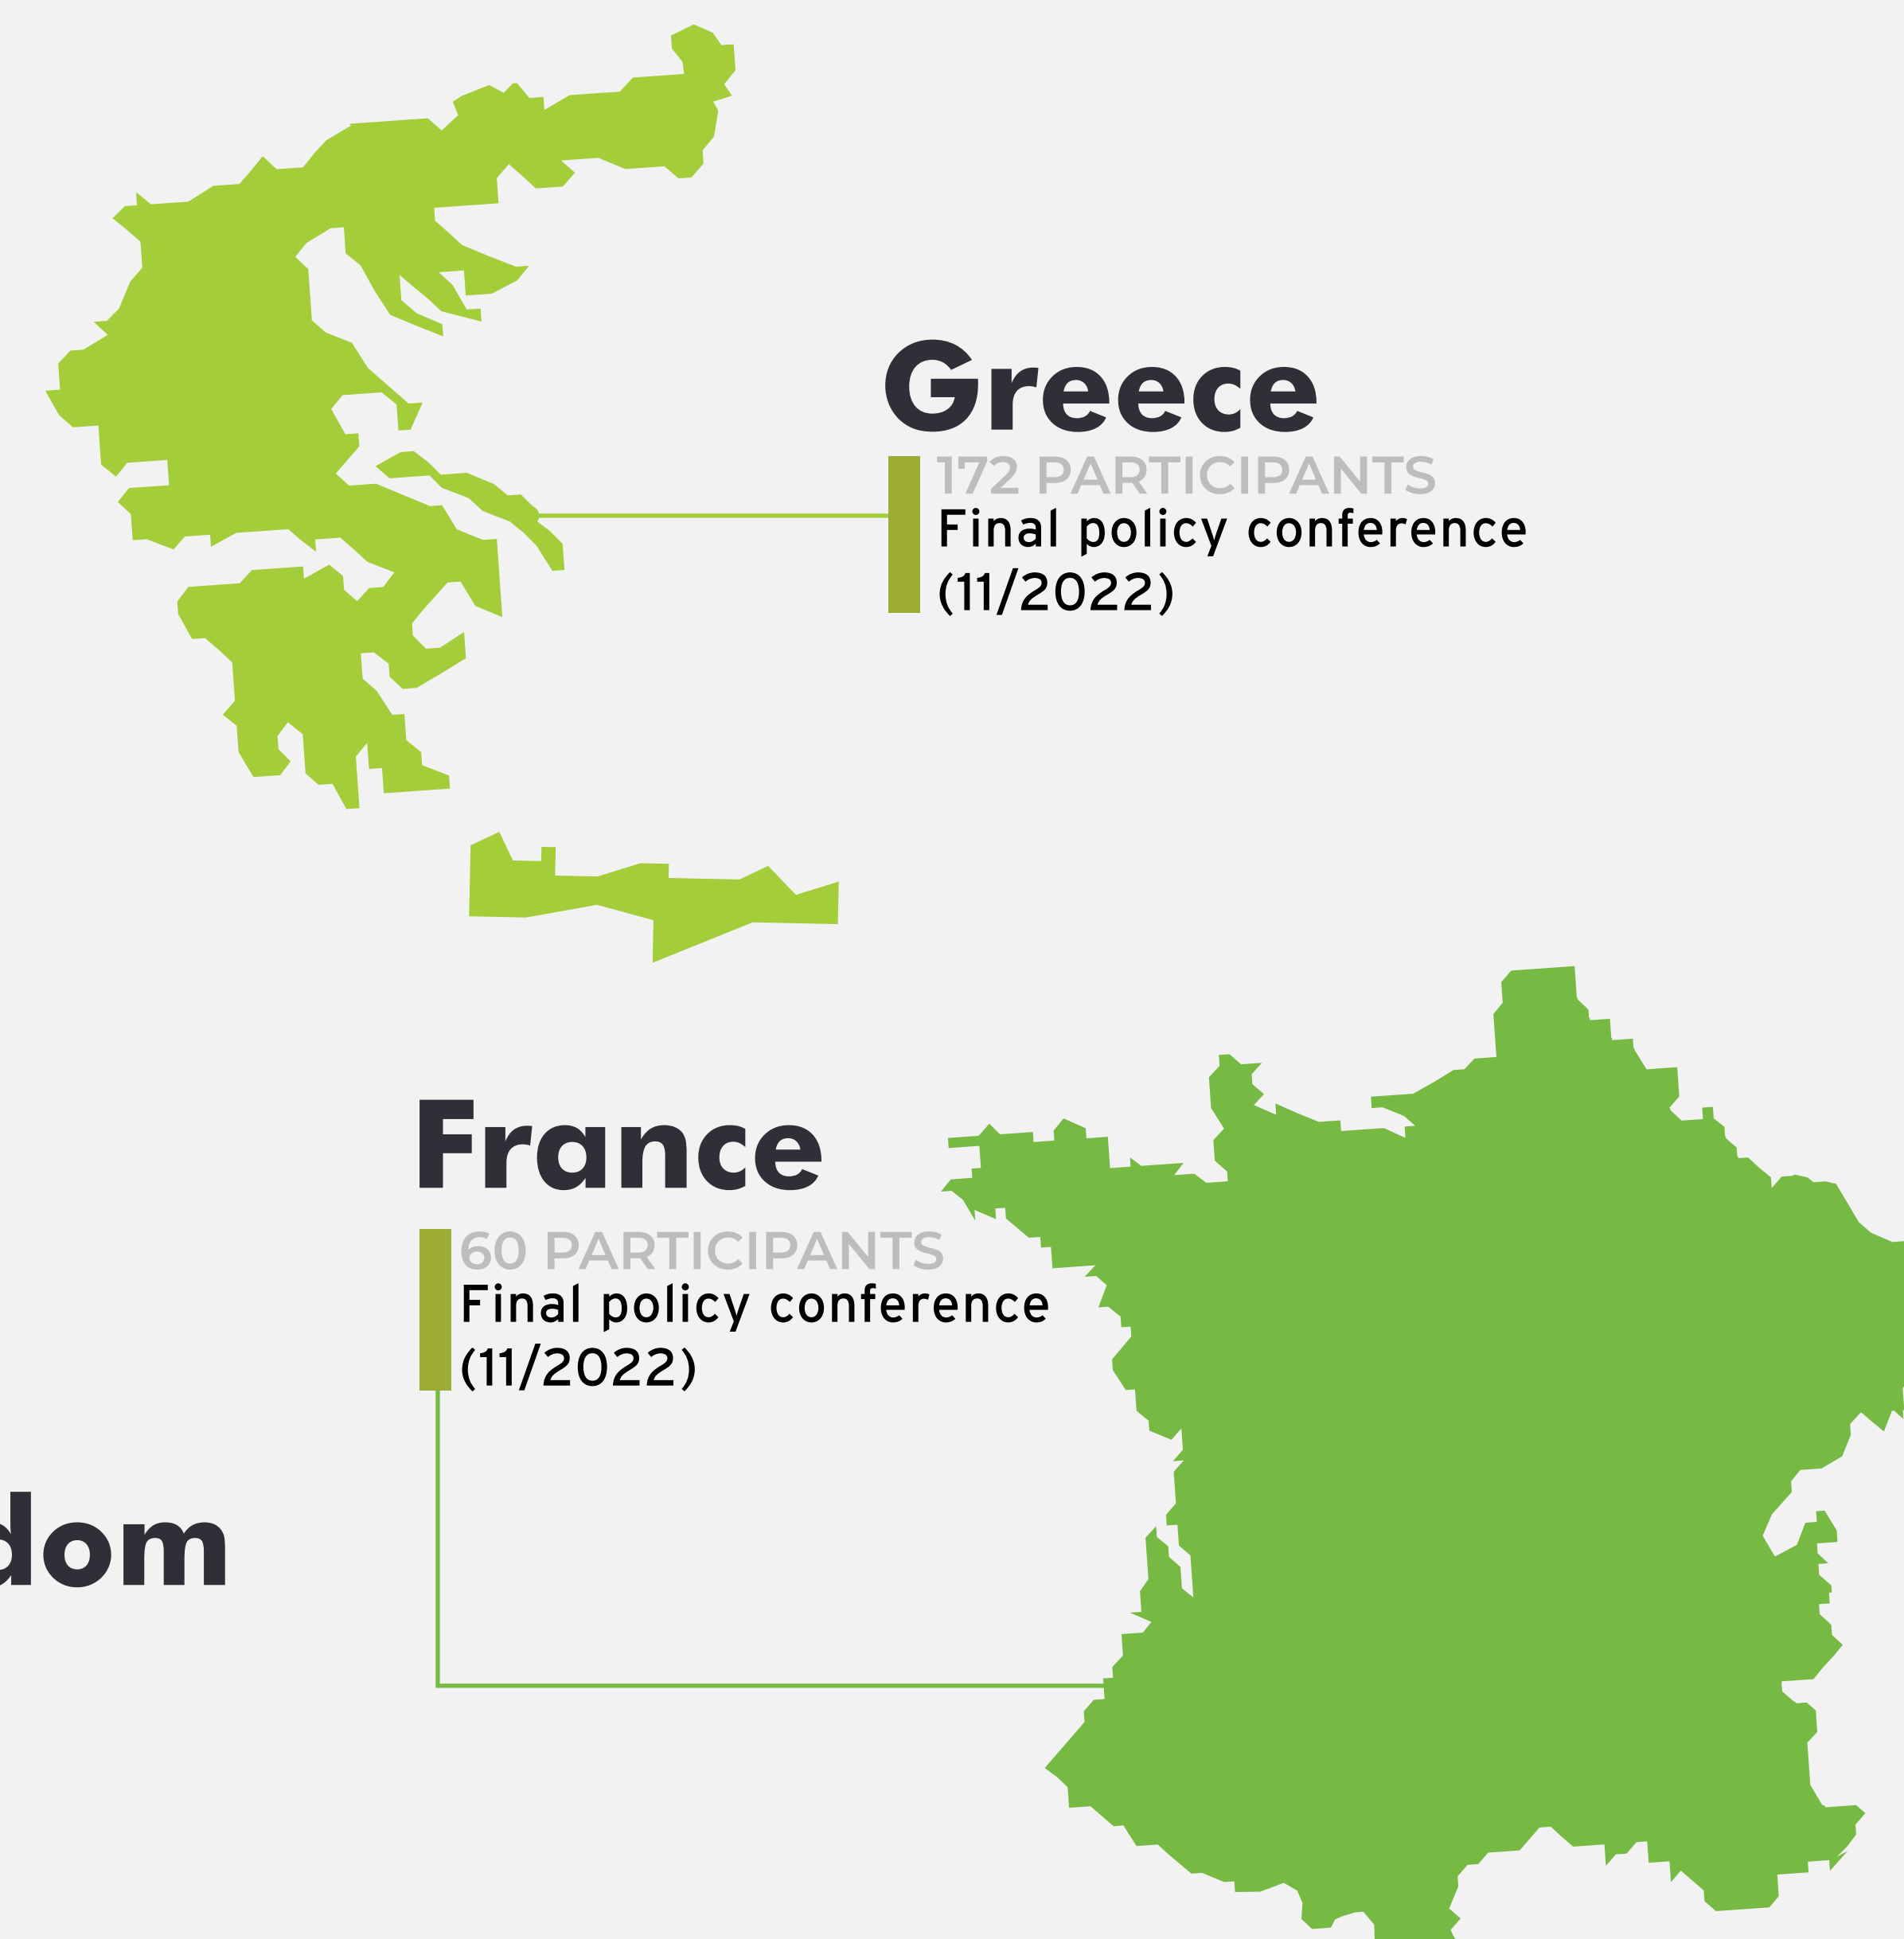 Greece
172 PARTICIPANTS
Final policy conference
(11/2022)
France
60 PARTICIPANTS
Final policy conference
(11/2022)
dom